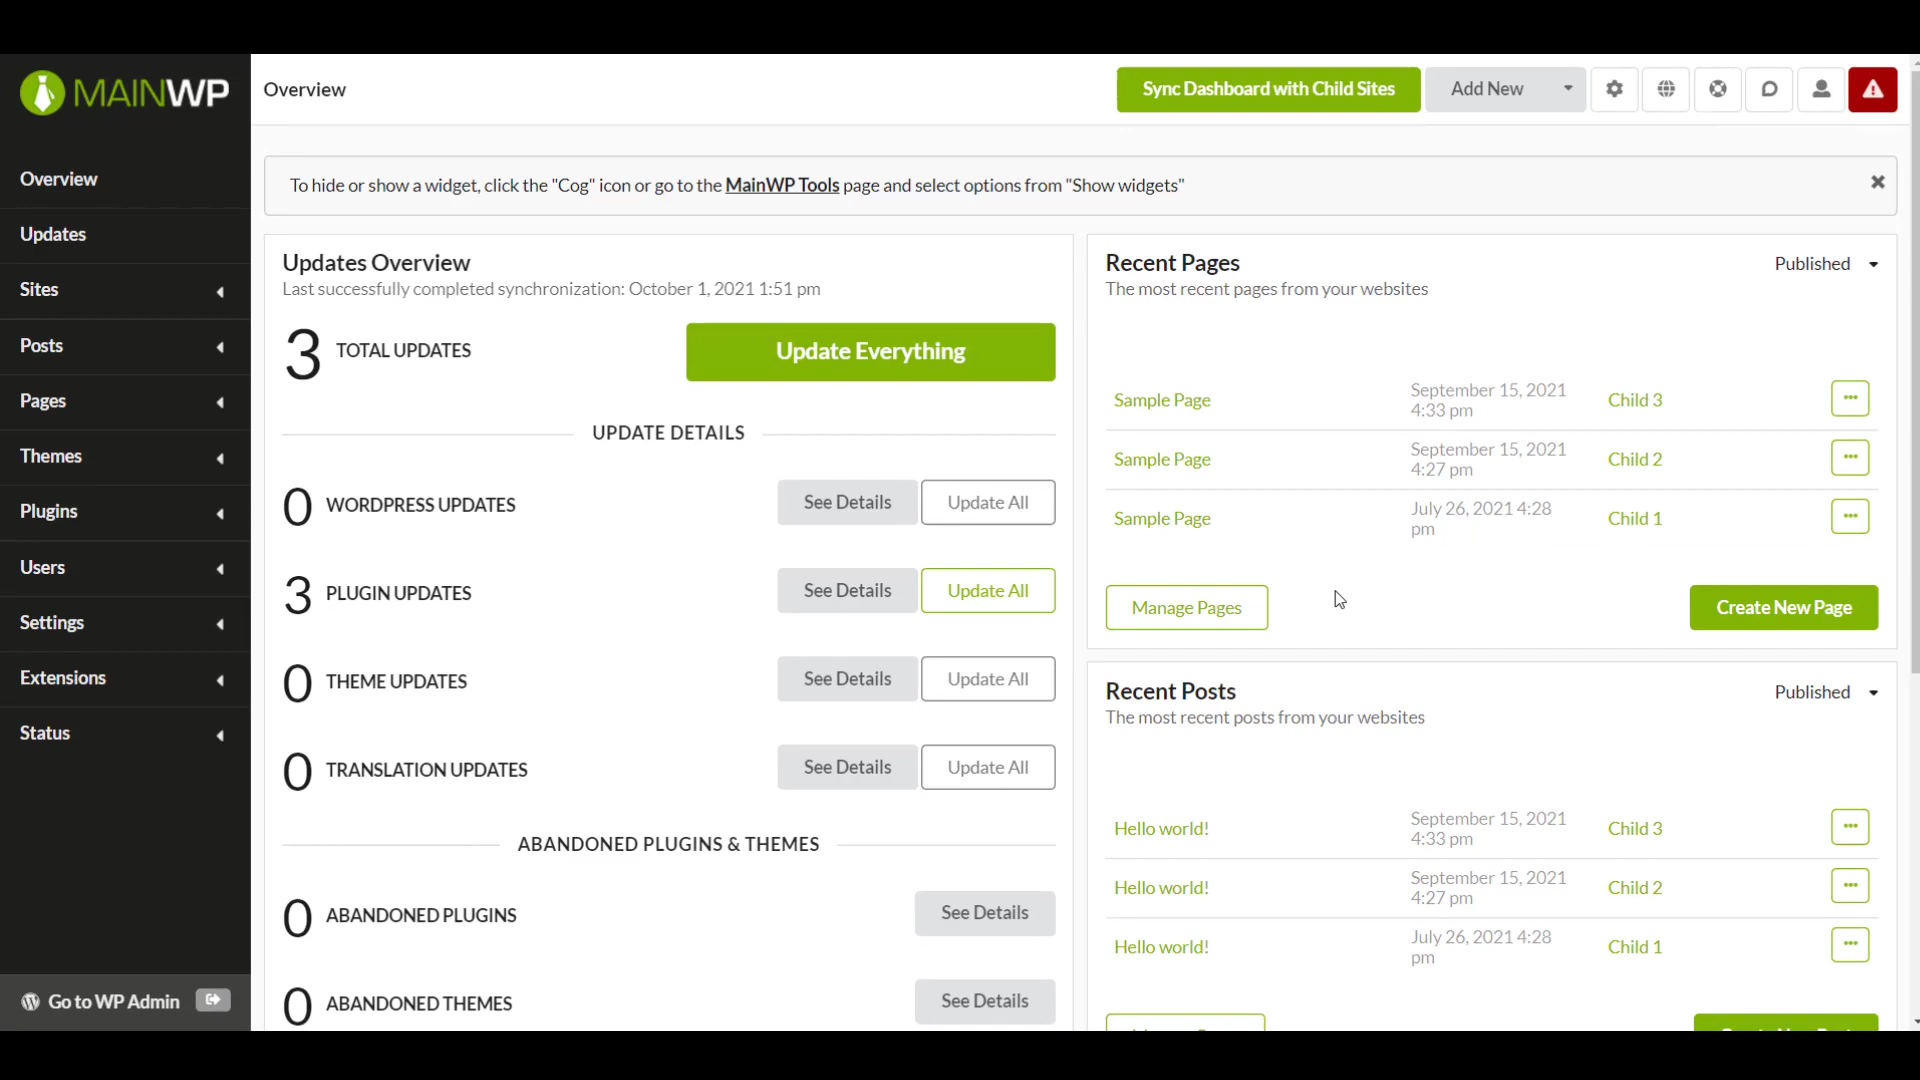 MAINWP
Overview
Sync Dashboard with Child Sites
Add New
Overview
Updates
Sites
Posts
Pages
Themes
Plugins
Users
Settings
Extensions
Status
Go to WP Admin
To hide or show a widget, click the "Cog" icon or go to the MainWP Tools page and select options from "Show widgets"
Updates Overview
Last successfully completed synchronization: October 1, 2021 1:51 pm
3 TOTAL UPDATES
Update Everything
UPDATE DETAILS
0 WORDPRESS UPDATES See Details Update All
3 PLUGIN UPDATES See Details Update All
0 THEME UPDATES See Details Update All
0 TRANSLATION UPDATES See Details Update All
ABANDONED PLUGINS & THEMES
0 ABANDONED PLUGINS See Details
0 ABANDONED THEMES See Details
Recent Pages
Published
The most recent pages from your websites
Sample Page September 15, 2021 Child 3 ...
4:33 pm
Sample Page September 15, 2021 Child 2 ...
4:27 pm
Sample Page July 26, 2021 4:28 Child 1 ...
pm
Manage Pages
Create New Page
Recent Posts
Published
The most recent posts from your websites
Hello world! September 15, 2021 Child 3 ...
4:33 pm
Hello world! September 15, 2021 Child 2 ...
4:27 pm
Hello world! July 26, 2021 4:28 Child 1 ...
pm